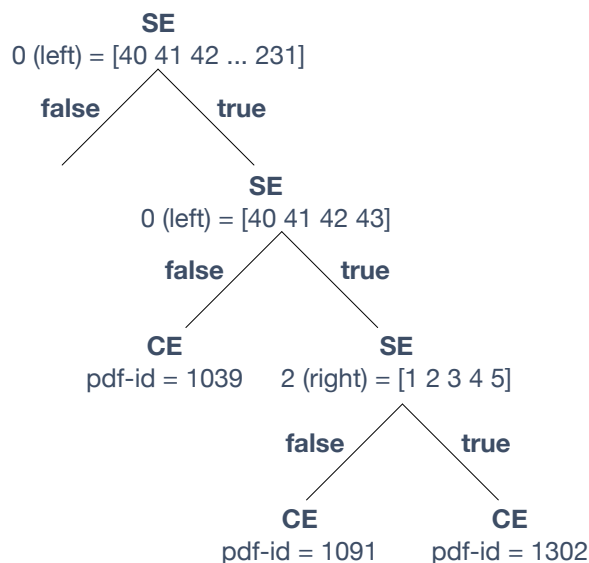 SE
0 (left) = [40 41 42 ... 231]
false true
SE
0 (left) = [40 41 42 43]
false true
CE SE
pdf-id = 1039 2 (right) = [1 2 3 4 5]
false true
CE CE
pdf-id = 1091 pdf-id = 1302